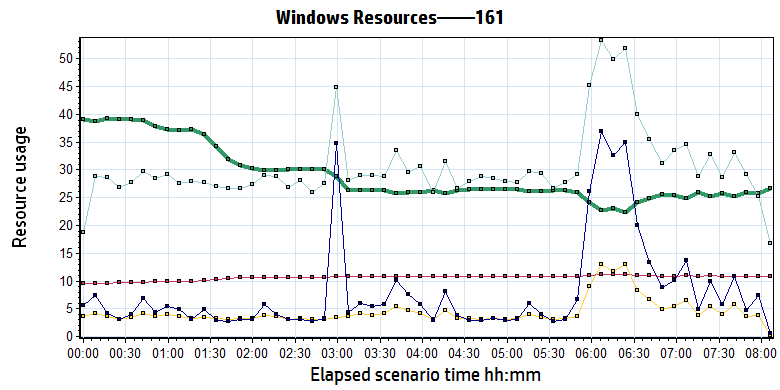 Windows Resources——161
50
45
40
35
30
25
20
15
10
5
0
Resource usage
00:00 00:30 01:00 01:30 02:00 02:30 03:00 03:30 04:00 04:30 05:00 05:30 06:00 06:30 07:00 07:30 08:00
Elapsed scenario time hh:mm